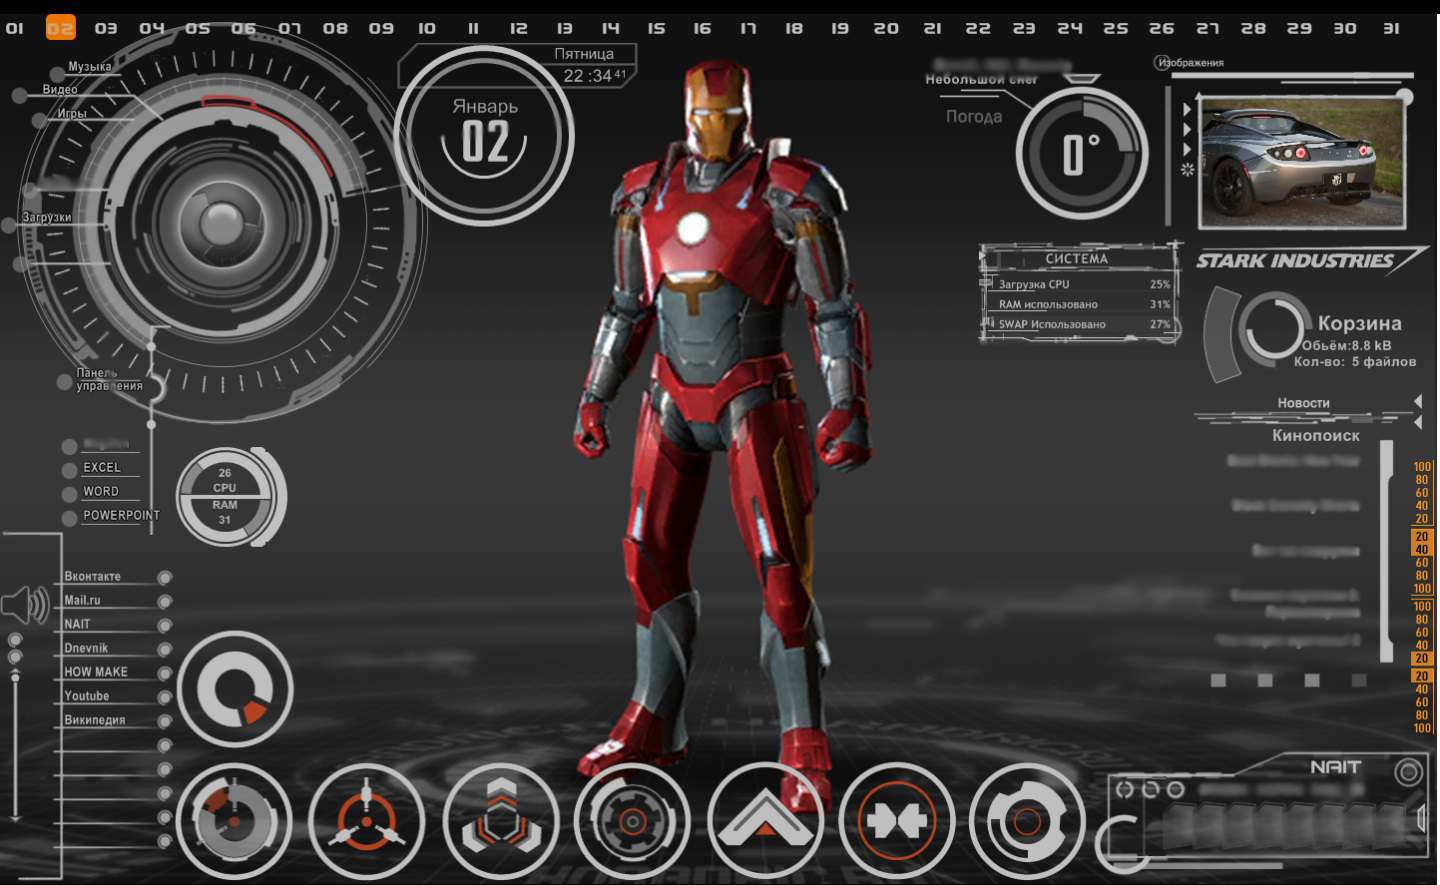 01 02 03 04 05 06 07 08 09 10 11 12 13 14 15 16 17 18 19 20 21 22 23 24 25 26 27 28 29 30 31
Музыка
Видео
Игры
Загрузки
Панель
управления
Пятница
22 :34 41
Январь
02
Небольшой снег
Погода
0°
Изображения
СИСТЕМА
Загрузка CPU 25%
RAM использовано 31%
SWAP Использовано 27%
STARK INDUSTRIES
Корзина
Обьём:8.8 kB
Кол-во: 5 файлов
Новости
Кинопоиск
EXCEL
WORD
POWERPOINT
26
CPU
RAM
31
Вконтакте
Mail.ru
NAIT
Dnevnik
HOW MAKE
Youtube
Википедия
100
80
60
40
20
20
40
60
80
100
100
80
60
40
20
20
40
60
80
100
NAIT